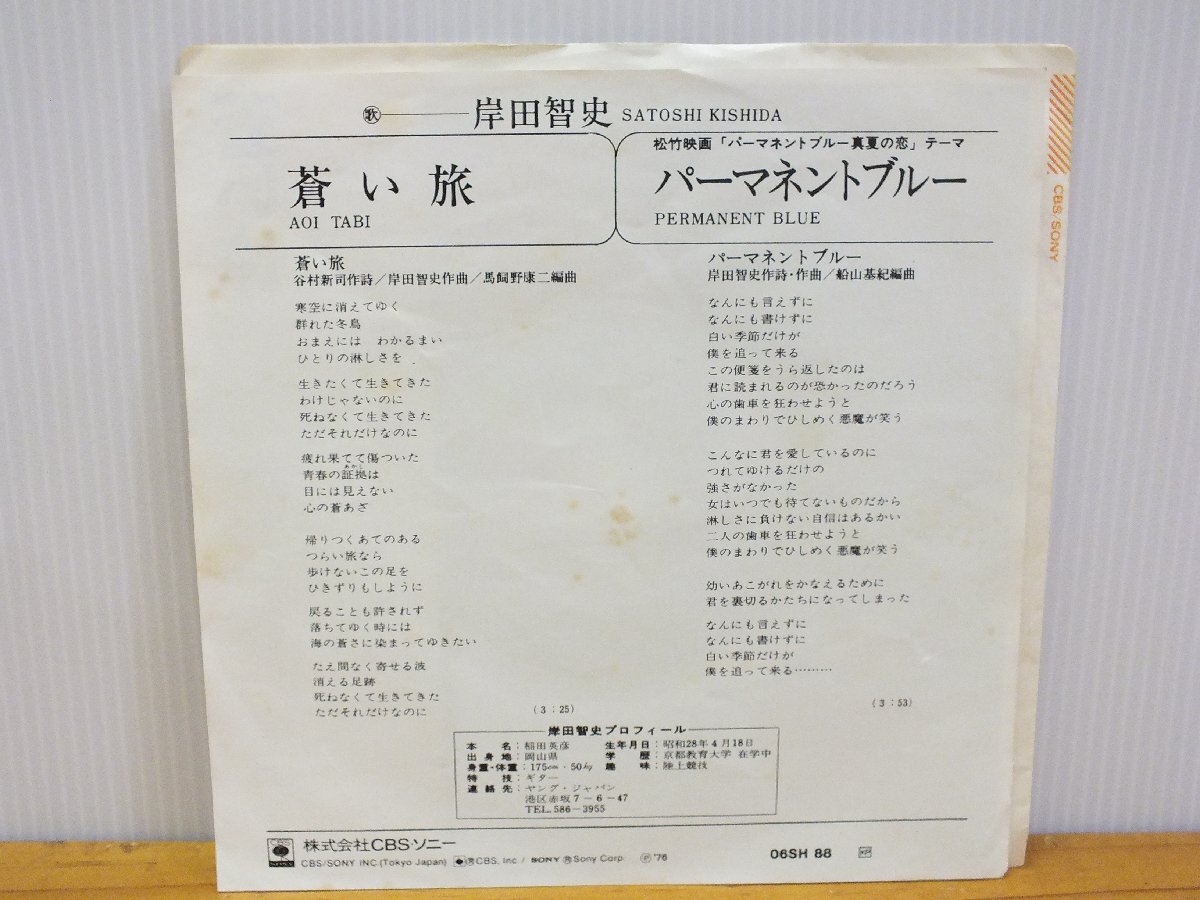 歌 岸田智史 SATOSHI KISHIDA
蒼い旅
AOI TABI
松竹映画「パーマネントブルー真夏の恋」テーマ
パーマネントブルー
PERMANENT BLUE
CBS/SONY
蒼い旅
谷村新司作詩/岸田智史作曲/馬飼野康二編曲
寒空に消えてゆく
群れた冬鳥
おまえには わかるまい
ひとりの淋しさを
生きたくて生きてきた
わけじゃないのに
死ねなくて生きてきた
ただそれだけなのに
疲れ果てて傷ついた
あかし
青春の証拠は
目には見えない
心の蒼あざ
帰りつくあてのある
つらい旅なら
歩けないこの足を
ひきずりもしように
戻ることも許されず
落ちてゆく時には
海の蒼さに染まってゆきたい
たえ間なく寄せる波
消える足跡
死ねなくて生きてきた
ただそれだけなのに
(3:25)
パーマネントブルー
岸田智史作詩・作曲/船山基紀編曲
なんにも言えずに
なんにも書けずに
白い季節だけが
僕を追って来る
この便箋をうら返したのは
君に読まれるのが恐かったのだろう
心の歯車を狂わせようと
僕のまわりでひしめく悪魔が笑う
こんなに君を愛しているのに
つれてゆけるだけの
強さがなかった
女はいつでも待てないものだから
淋しさに負けない自信はあるかい
二人の歯車を狂わせようと
僕のまわりでひしめく悪魔が笑う
幼いあこがれをかなえるために
君を裏切るかたちになってしまった
なんにも言えずに
なんにも書けずに
白い季節だけが
僕を追って来る………
(3:53)
岸田智史プロフィール
本名:稲田英彦 生年月日:昭和28年4月18日
出身地:岡山県 学歴:京都教育大学 在学中
身重・体重:175cm・50kg 趣味:陸上競技
特技:ギター
連絡先:ヤング・ジャパン
港区赤坂7-6-47
TEL.586-3955
株式会社CBS・ソニー
CBS/SONY INC(Tokyo Japan) ®CBS, Inc/SONY ®Sony Corp. Ⓟ'76
06SH 88